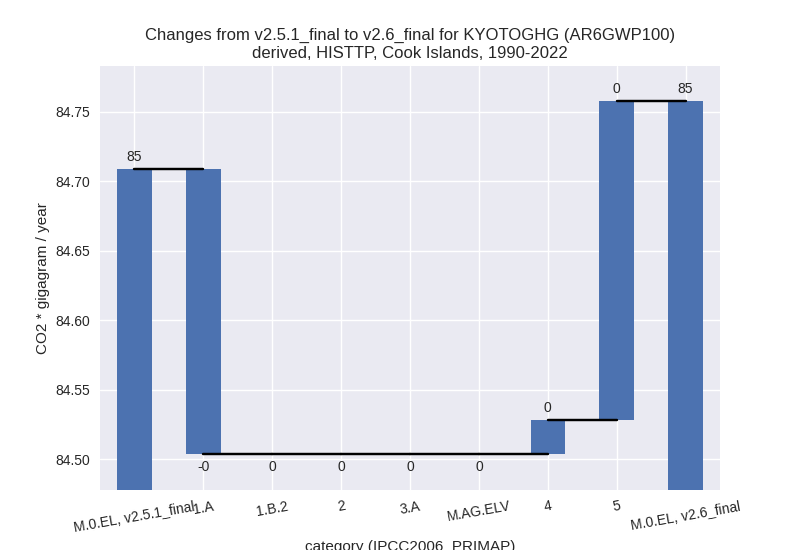 Changes from v2.5.1_final to v2.6_final for KYOTOGHG (AR6GWP100)
derived, HISTTP, Cook Islands, 1990-2022
CO2 * gigagram / year
84.75
84.70
84.65
84.60
84.55
84.50
85
-0
0
0
0
0
0
0
85
M.0.EL, v2.5.1_final
1.A
1.B.2
2
3.A
M.AG.ELV
4
5
M.0.EL, v2.6_final
category (IPCC2006_PRIMAP)